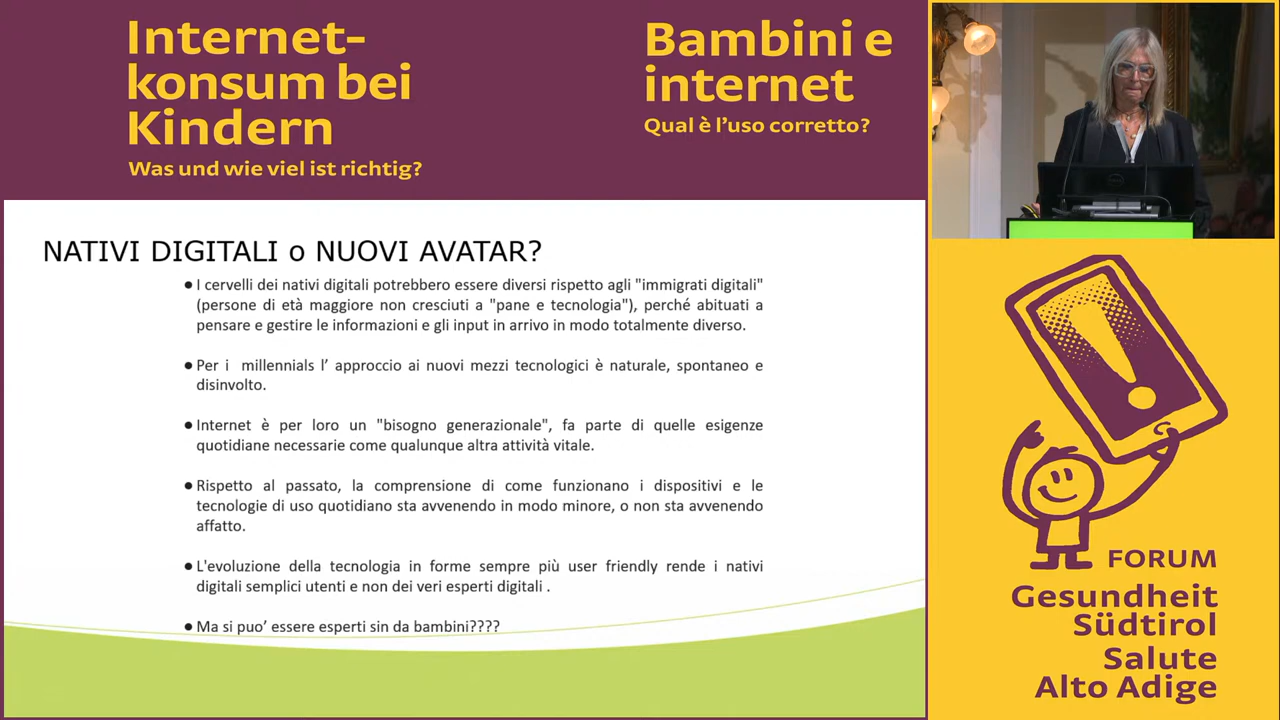 Internet-
konsum bei
Kindern
Was und wie viel ist richtig?
Bambini e
internet
Qual è l’uso corretto?
NATIVI DIGITALI o NUOVI AVATAR?
● I cervelli dei nativi digitali potrebbero essere diversi rispetto agli "immigrati digitali"
(persone di età maggiore non cresciuti a "pane e tecnologia"), perché abituati a
pensare e gestire le informazioni e gli input in arrivo in modo totalmente diverso.
● Per i millennials l’ approccio ai nuovi mezzi tecnologici è naturale, spontaneo e
disinvolto.
● Internet è per loro un "bisogno generazionale", fa parte di quelle esigenze
quotidiane necessarie come qualunque altra attività vitale.
● Rispetto al passato, la comprensione di come funzionano i dispositivi e le
tecnologie di uso quotidiano sta avvenendo in modo minore, o non sta avvenendo
affatto.
● L'evoluzione della tecnologia in forme sempre più user friendly rende i nativi
digitali semplici utenti e non dei veri esperti digitali .
● Ma si puo’ essere esperti sin da bambini????
FORUM
Gesundheit
Südtirol
Salute
Alto Adige